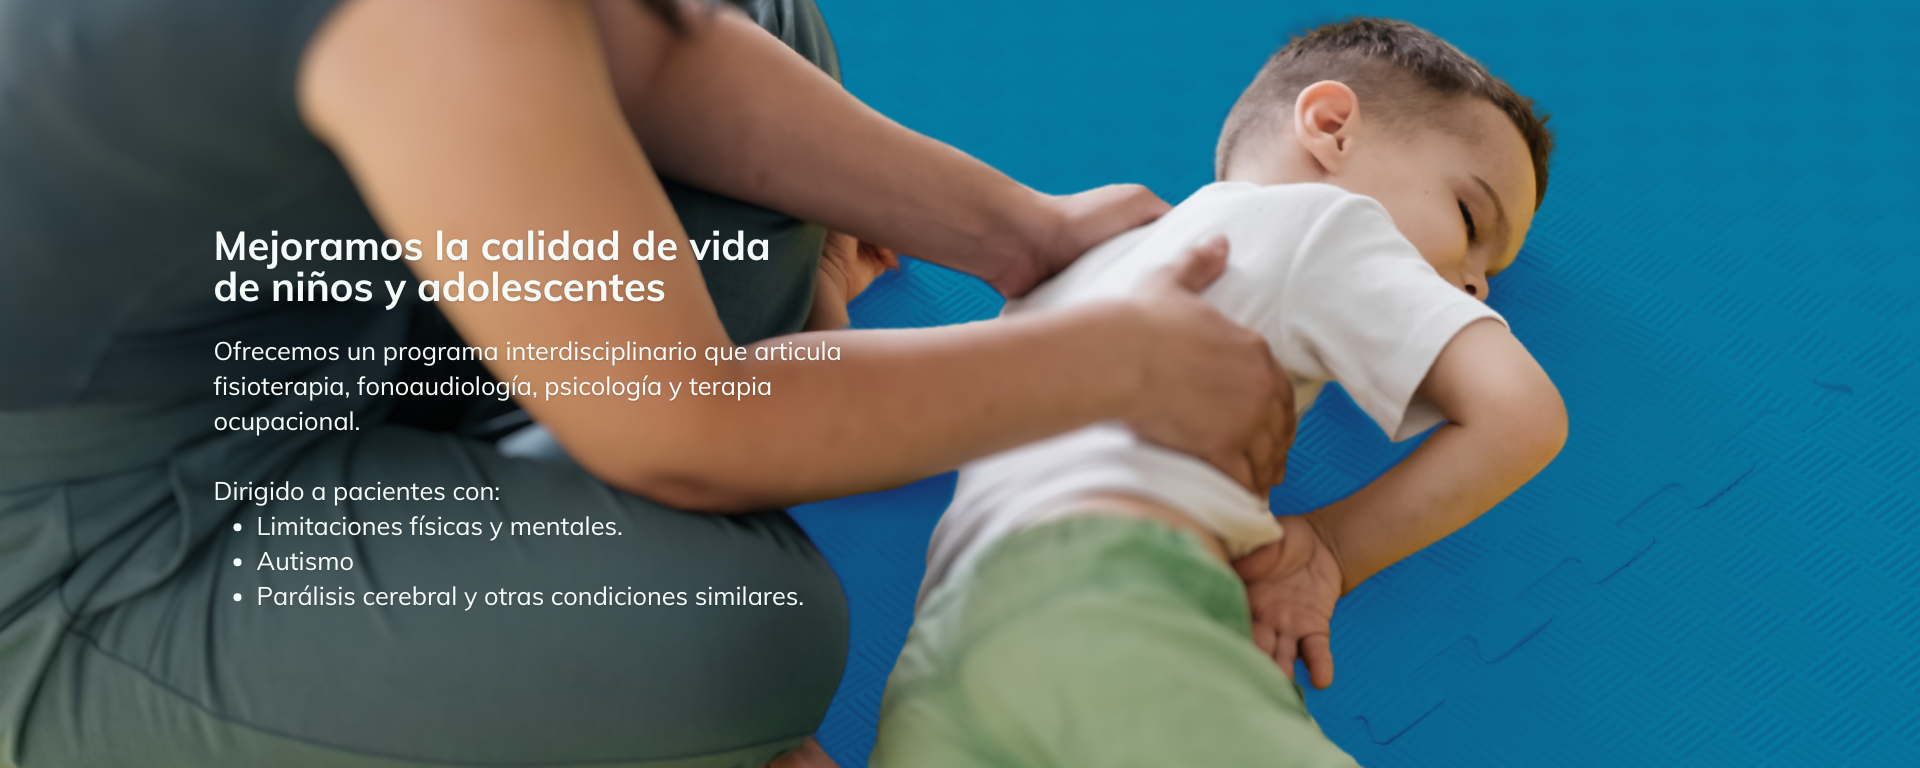 Mejoramos la calidad de vida
de niños y adolescentes
Ofrecemos un programa interdisciplinario que articula
fisioterapia, fonoaudiología, psicología y terapia
ocupacional.
Dirigido a pacientes con:
• Limitaciones físicas y mentales.
• Autismo
• Parálisis cerebral y otras condiciones similares.